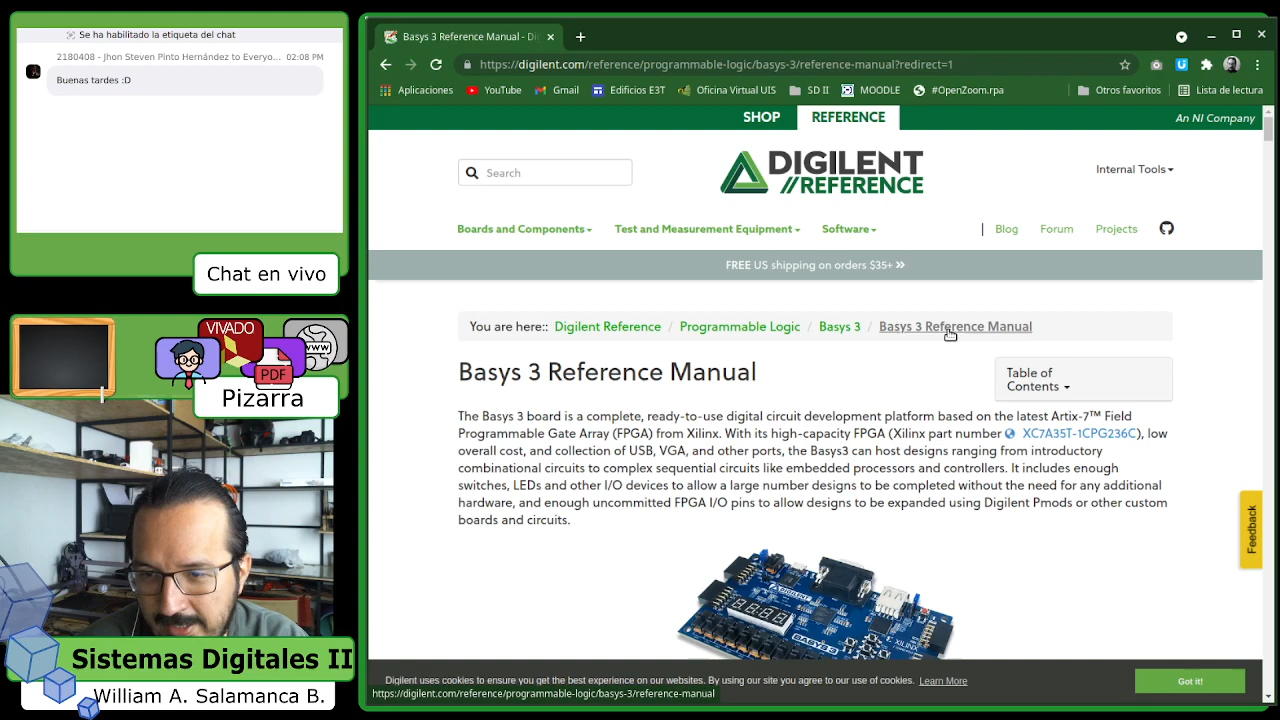 Se ha habilitado la etiqueta del chat
2180408 - Jhon Steven Pinto Hernández to Everyo... 02:08 PM
Buenas tardes :D
Chat en vivo
VIVADO
WWW
PDF
Pizarra
Sistemas Digitales II
William A. Salamanca B.
Basys 3 Reference Manual - Di
https://digilent.com/reference/programmable-logic/basys-3/reference-manual?redirect=1
Aplicaciones YouTube Gmail Edificios E3T Oficina Virtual UIS SD II MOODLE #OpenZoom.rpa Otros favoritos Lista de lectura
SHOP REFERENCE An NI Company
Search
DIGILENT
//REFERENCE
Internal Tools
Boards and Components Test and Measurement Equipment Software | Blog Forum Projects
FREE US shipping on orders $35+ »
You are here:: Digilent Reference / Programmable Logic / Basys 3 / Basys 3 Reference Manual
Basys 3 Reference Manual
Table of
Contents
The Basys 3 board is a complete, ready-to-use digital circuit development platform based on the latest Artix-7™ Field
Programmable Gate Array (FPGA) from Xilinx. With its high-capacity FPGA (Xilinx part number XC7A35T-1CPG236C), low
overall cost, and collection of USB, VGA, and other ports, the Basys3 can host designs ranging from introductory
combinational circuits to complex sequential circuits like embedded processors and controllers. It includes enough
switches, LEDs and other I/O devices to allow a large number designs to be completed without the need for any additional
hardware, and enough uncommitted FPGA I/O pins to allow designs to be expanded using Digilent Pmods or other custom
boards and circuits.
DIGILENT
BASYS 3
XILINX
Feedback
Digilent uses cookies to ensure you get the best experience on our websites. By using our site you agree to our use of cookies. Learn More
Got it!
https://digilent.com/reference/programmable-logic/basys-3/reference-manual